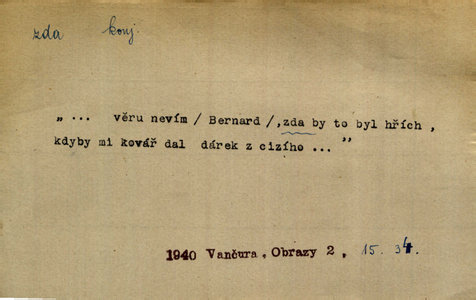 zda konj.
„ ... věru nevím / Bernard /, zda by to byl hřích ,
kdyby mi kovář dal dárek z cizího ... "
1940 Vančura , Obrazy 2 , 15. 34.